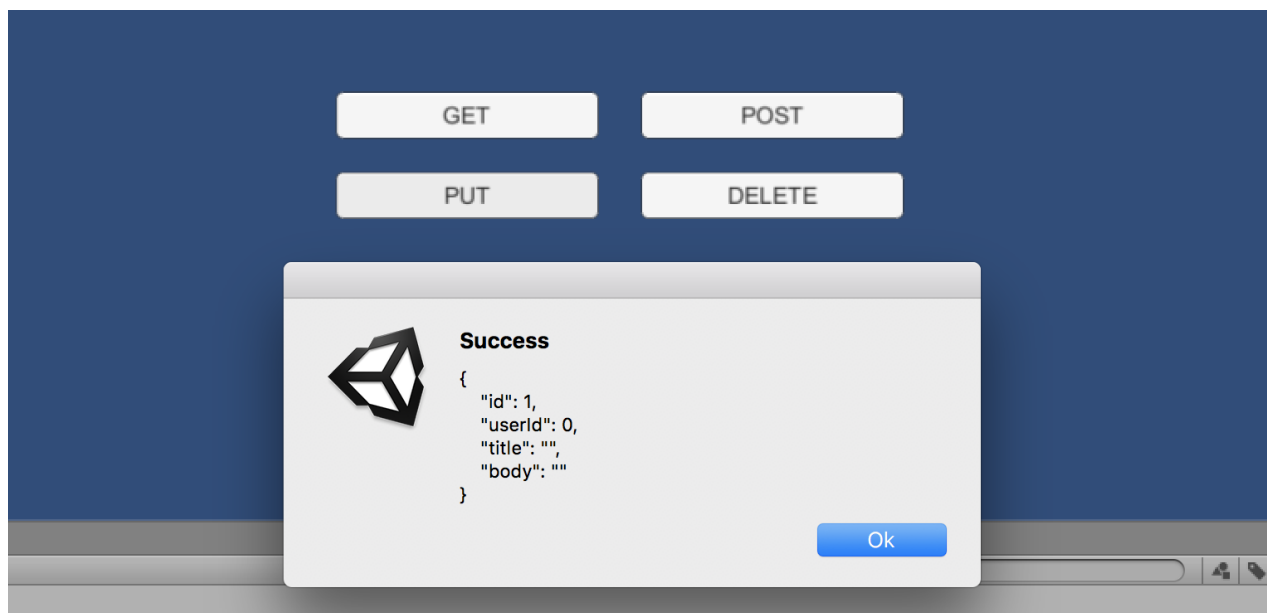 GET POST
PUT DELETE
Success
{
"id": 1,
"userId": 0,
"title": "",
"body": ""
}
Ok